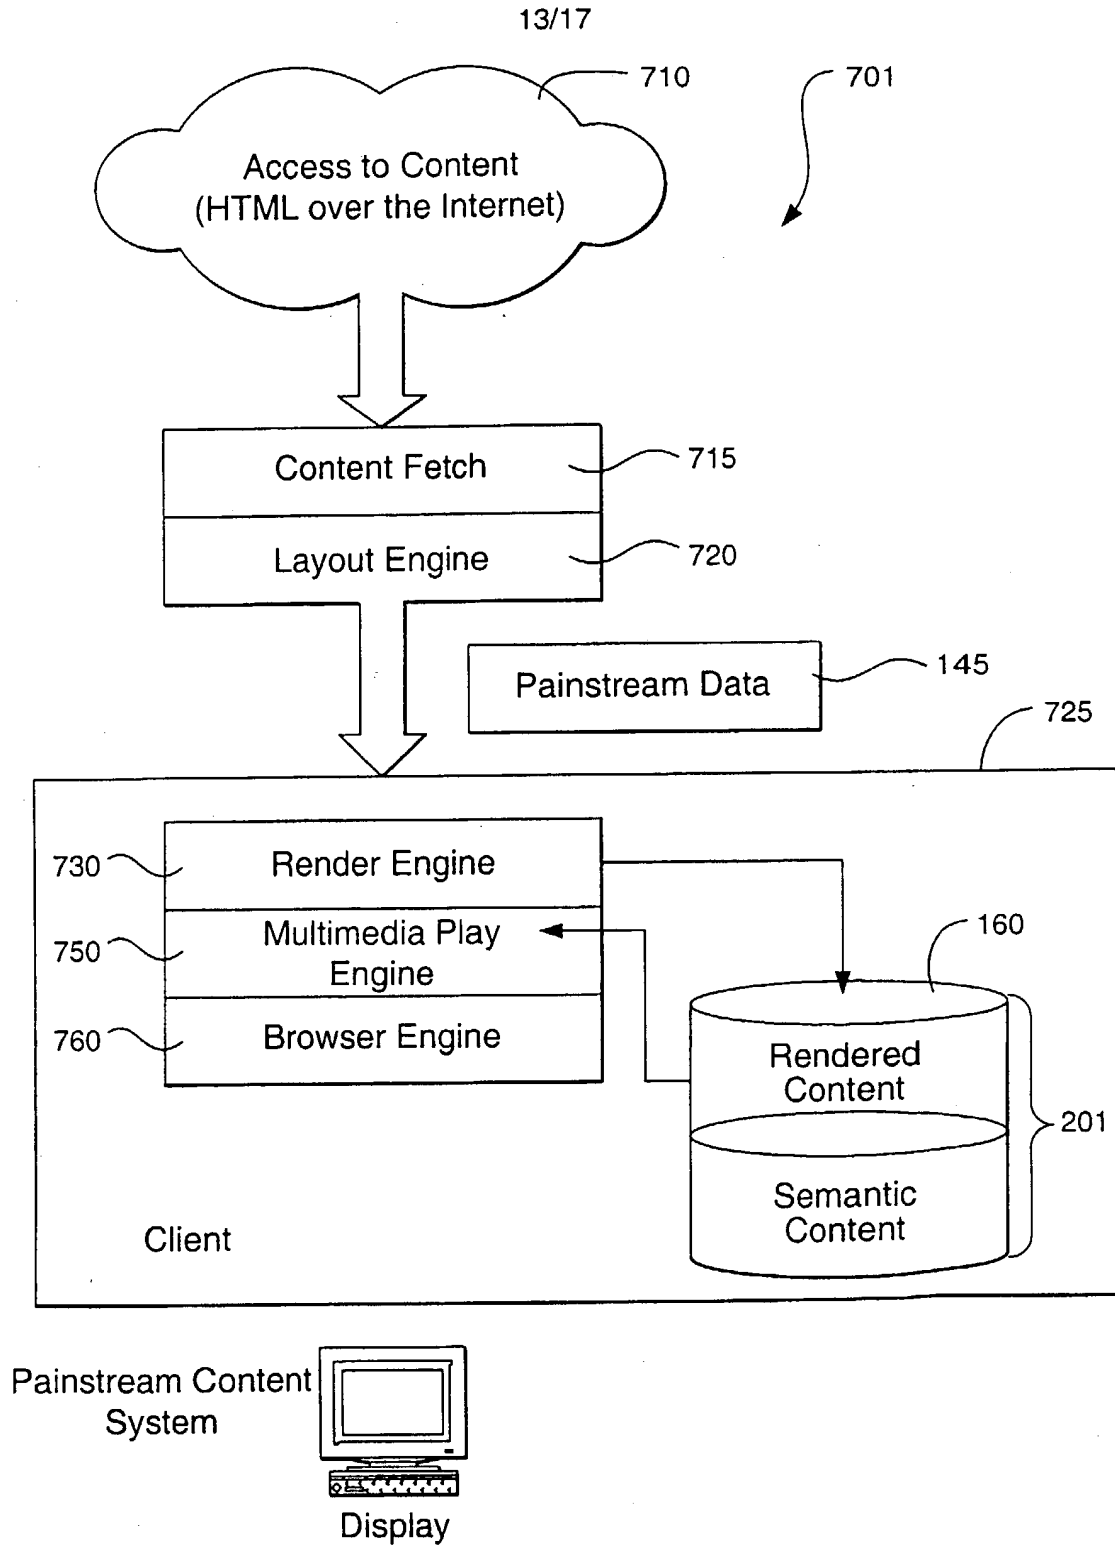 13/17
710
701
Access to Content
(HTML over the Internet)
Content Fetch
715
Layout Engine
720
Painstream Data
145
725
730
Render Engine
750
Multimedia Play
Engine
160
760
Browser Engine
Rendered
Content
201
Semantic
Content
Client
Painstream Content
System
Display